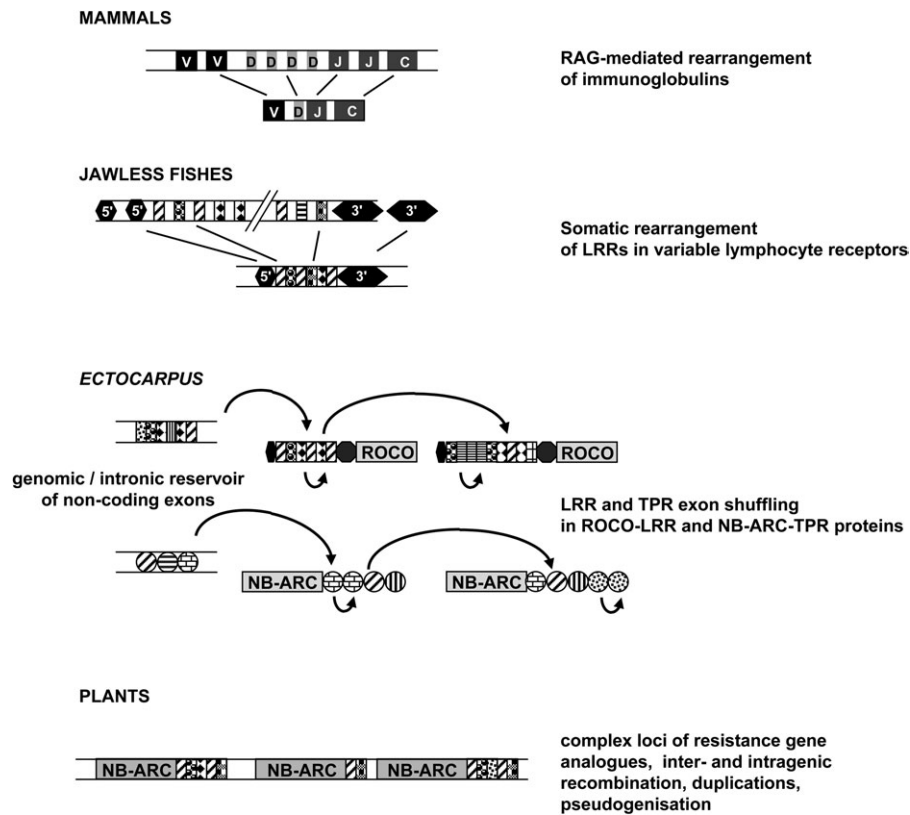 MAMMALS
V V D D D D J J C
V D J C
RAG-mediated rearrangement
of immunoglobulins
JAWLESS FISHES
5' 5' 3' 3'
5' 3'
Somatic rearrangement
of LRRs in variable lymphocyte receptors
ECTOCARPUS
ROCO ROCO
genomic / intronic reservoir
of non-coding exons
LRR and TPR exon shuffling
in ROCO-LRR and NB-ARC-TPR proteins
NB-ARC NB-ARC
PLANTS
NB-ARC NB-ARC NB-ARC
complex loci of resistance gene
analogues, inter- and intragenic
recombination, duplications,
pseudogenisation